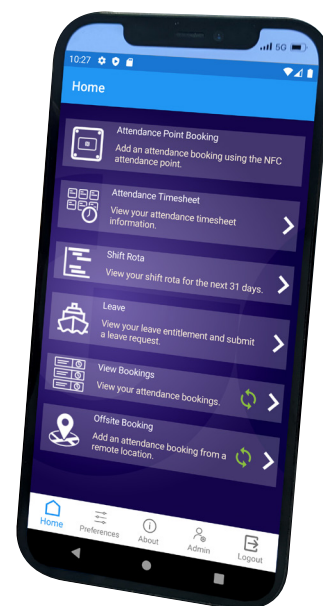 5G
10:27
Home
Attendance Point Booking
Add an attendance booking using the NFC
attendance point.
Attendance Timesheet
View your attendance timesheet
information.
Shift Rota
View your shift rota for the next 31 days.
Leave
View your leave entitlement and submit
a leave request.
View Bookings
View your attendance bookings.
Offsite Booking
Add an attendance booking from a
remote location.
Home
Preferences
About
Admin
Logout